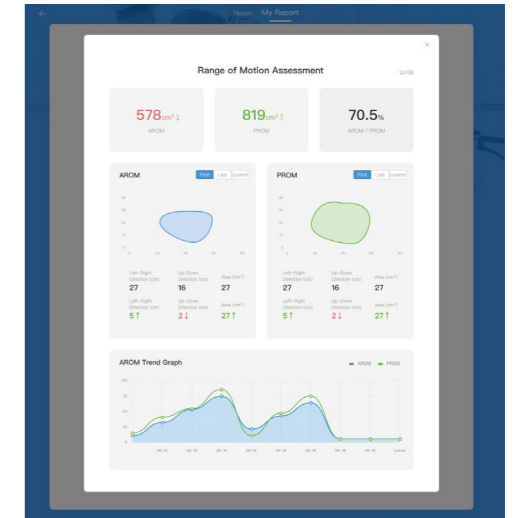 Report My Report
Range of Motion Assessment
12/08
578cm² ↓ 819cm² ↑ 70.5%
AROM PROM AROM / PROM
AROM First Last Current
PROM First Last Current
Left-Right Direction (cm) Up-Down Direction (cm) Area (cm²)
27 16 27
Left-Right Direction (cm) Up-Down Direction (cm) Area (cm²)
5↑ 2↓ 27↑
Left-Right Direction (cm) Up-Down Direction (cm) Area (cm²)
27 16 27
Left-Right Direction (cm) Up-Down Direction (cm) Area (cm²)
5↑ 2↓ 27↑
AROM Trend Graph
AROM PROM